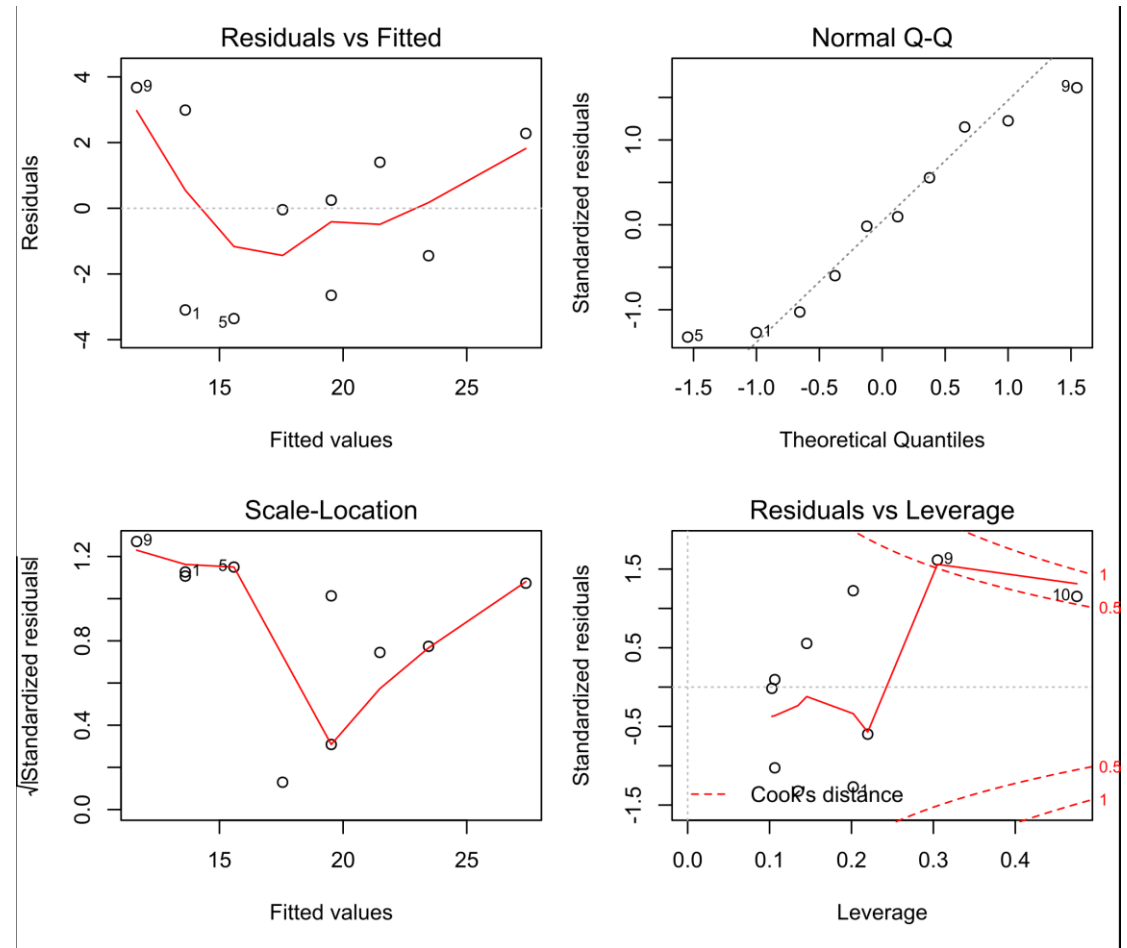 Residuals vs Fitted
Residuals
4
2
0
-2
-4
9
1
5
15
20
25
Fitted values
Normal Q-Q
Standardized residuals
1.0
0.0
-1.0
9
5
1
-1.5 -1.0 -0.5 0.0 0.5 1.0 1.5
Theoretical Quantiles
Scale-Location
√|Standardized residuals|
1.2
0.8
0.4
0.0
9
1
5
15
20
25
Fitted values
Residuals vs Leverage
Standardized residuals
1.5
0.5
-0.5
-1.5
9
10
1
1
0.5
0.5
1
Cook's distance
0.0 0.1 0.2 0.3 0.4
Leverage